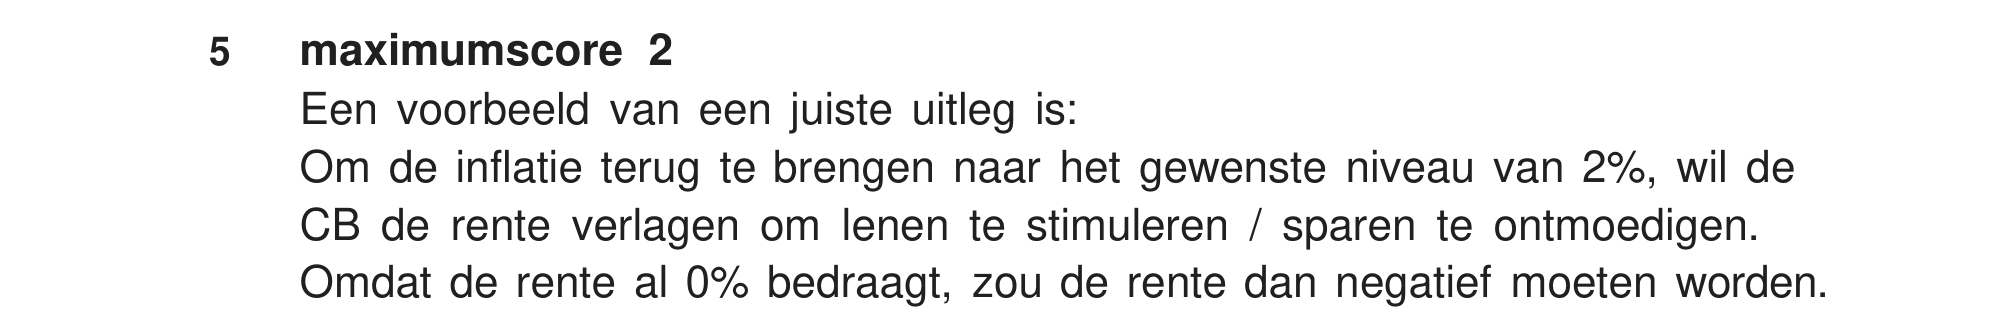 5 maximumscore 2
Een voorbeeld van een juiste uitleg is:
Om de inflatie terug te brengen naar het gewenste niveau van 2%, wil de
CB de rente verlagen om lenen te stimuleren / sparen te ontmoedigen.
Omdat de rente al 0% bedraagt, zou de rente dan negatief moeten worden.